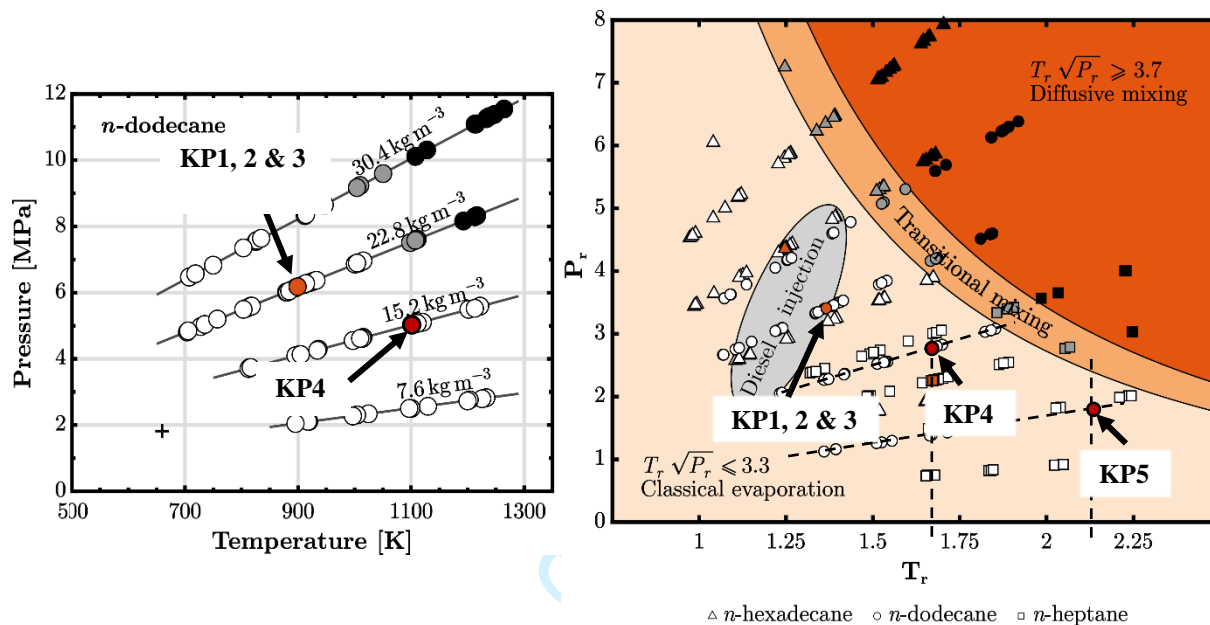 12
10
8
6
4
2
0
Pressure [MPa]
n-dodecane
KP1, 2 & 3
30.4 kg m−3
22.8 kg m−3
15.2 kg m−3
KP4
7.6 kg m−3
500 700 900 1100 1300
Temperature [K]
8
7
6
5
4
3
2
1
0
Pr
Tr √Pr ⩾ 3.7
Diffusive mixing
Transitional mixing
Diesel injection
KP1, 2 & 3
KP4
KP5
Tr √Pr ⩽ 3.3
Classical evaporation
1 1.25 1.5 1.75 2 2.25
Tr
△ n-hexadecane ○ n-dodecane □ n-heptane